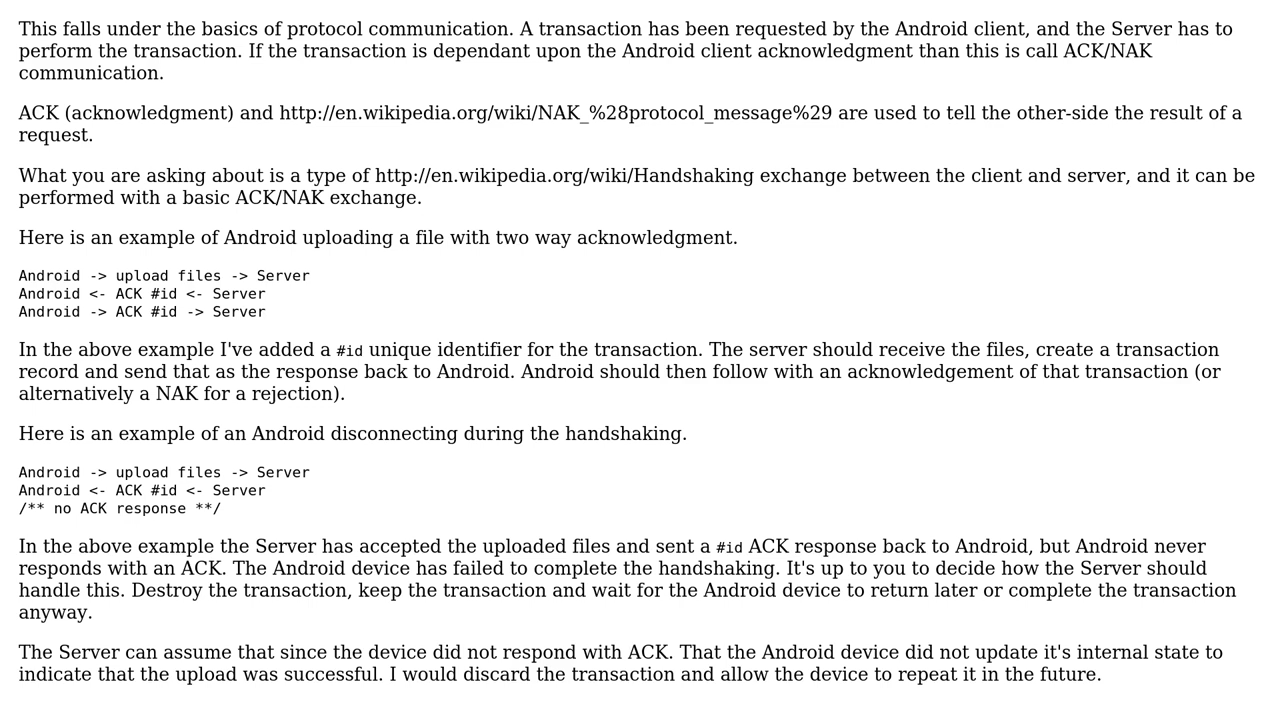 This falls under the basics of protocol communication. A transaction has been requested by the Android client, and the Server has to
perform the transaction. If the transaction is dependant upon the Android client acknowledgment than this is call ACK/NAK
communication.
ACK (acknowledgment) and http://en.wikipedia.org/wiki/NAK_%28protocol_message%29 are used to tell the other-side the result of a
request.
What you are asking about is a type of http://en.wikipedia.org/wiki/Handshaking exchange between the client and server, and it can be
performed with a basic ACK/NAK exchange.
Here is an example of Android uploading a file with two way acknowledgment.
Android -> upload files -> Server
Android <- ACK #id <- Server
Android -> ACK #id -> Server
In the above example I've added a #id unique identifier for the transaction. The server should receive the files, create a transaction
record and send that as the response back to Android. Android should then follow with an acknowledgement of that transaction (or
alternatively a NAK for a rejection).
Here is an example of an Android disconnecting during the handshaking.
Android -> upload files -> Server
Android <- ACK #id <- Server
/** no ACK response **/
In the above example the Server has accepted the uploaded files and sent a #id ACK response back to Android, but Android never
responds with an ACK. The Android device has failed to complete the handshaking. It's up to you to decide how the Server should
handle this. Destroy the transaction, keep the transaction and wait for the Android device to return later or complete the transaction
anyway.
The Server can assume that since the device did not respond with ACK. That the Android device did not update it's internal state to
indicate that the upload was successful. I would discard the transaction and allow the device to repeat it in the future.